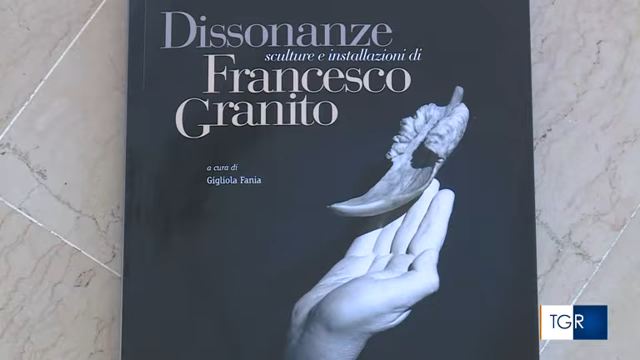 Dissonanze
sculture e installazioni di
Francesco
Granito
a cura di
Gigliola Fania
TGR